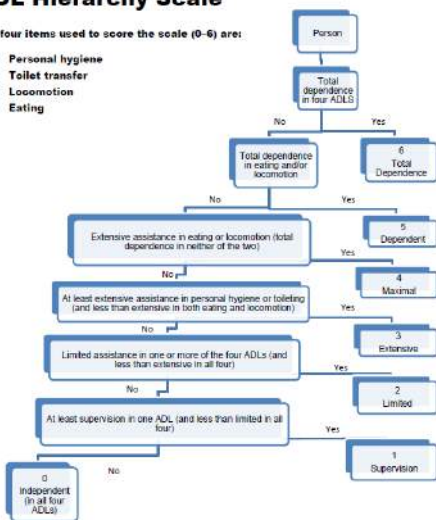 DL Hierarchy Scale
four items used to score the scale (0–6) are:
Personal hygiene
Toilet transfer
Locomotion
Eating
Person
Total
dependence
in four ADLS
No
Yes
Total dependence
in eating and/or
locomotion
6
Total
Dependence
No
Yes
Extensive assistance in eating or locomotion (total
dependence in neither of the two)
5
Dependent
No
Yes
At least extensive assistance in personal hygiene or toileting
(and less than extensive in both eating and locomotion)
4
Maximal
No
Yes
Limited assistance in one or more of the four ADLs (and
less than extensive in all four)
3
Extensive
No
Yes
At least supervision in one ADL (and less than limited in all
four)
2
Limited
No
Yes
0
Independent
(in all four
ADLs)
1
Supervision